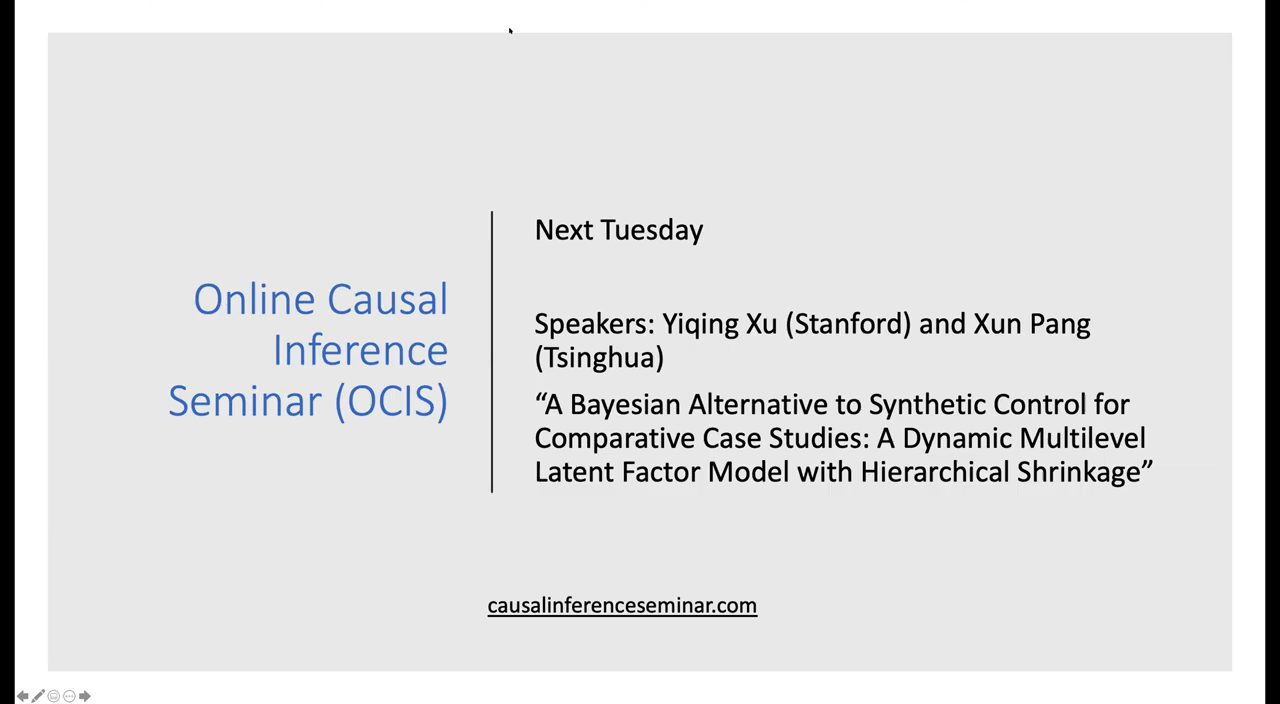 Online Causal
Inference
Seminar (OCIS)
Next Tuesday
Speakers: Yiqing Xu (Stanford) and Xun Pang
(Tsinghua)
“A Bayesian Alternative to Synthetic Control for
Comparative Case Studies: A Dynamic Multilevel
Latent Factor Model with Hierarchical Shrinkage”
causalinferenceseminar.com